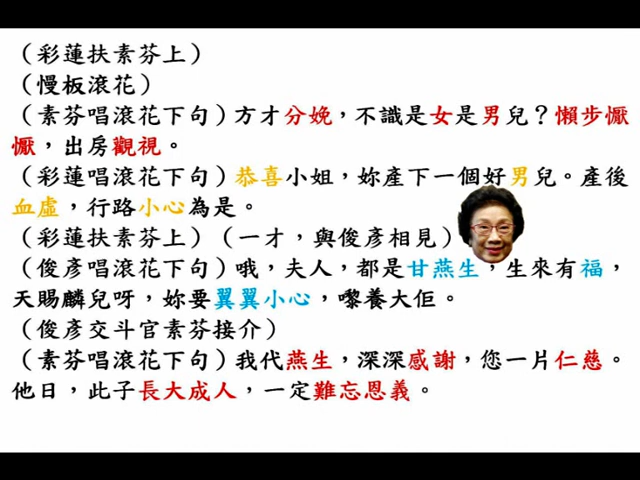 （彩蓮扶素芬上）
（慢板滾花）
（素芬唱滾花下句）方才分娩，不識是女是男兒？懶步懨
懨，出房觀視。
（彩蓮唱滾花下句）恭喜小姐，妳產下一個好男兒。產後
血虛，行路小心為是。
（彩蓮扶素芬上）（一才，與俊彥相見）
（俊彥唱滾花下句）哦，夫人，都是甘燕生，生來有福，
天賜麟兒呀，妳要翼翼小心，嚟養大佢。
（俊彥交斗官素芬接介）
（素芬唱滾花下句）我代燕生，深深感謝，您一片仁慈。
他日，此子長大成人，一定難忘恩義。